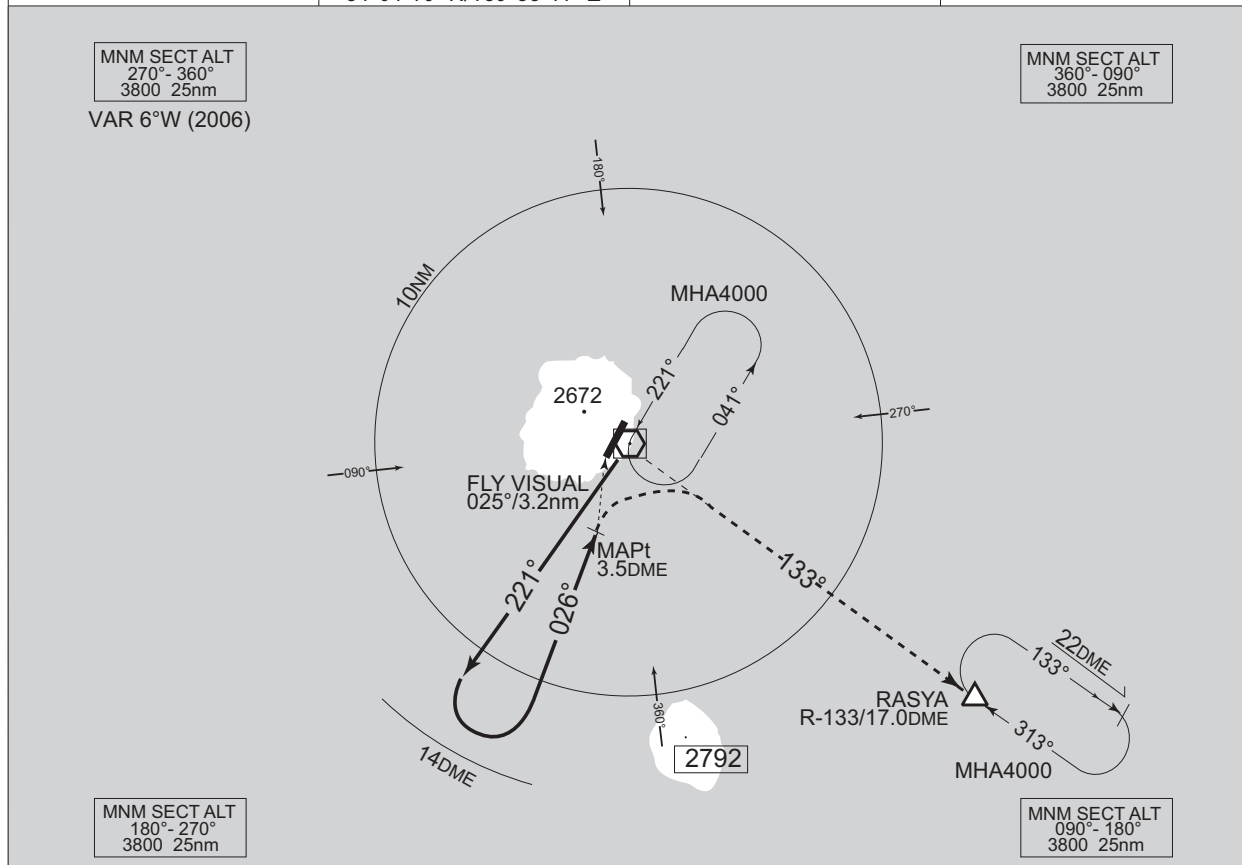 MNM SECT ALT
270°- 360°
3800 25nm
VAR 6°W (2006)
MNM SECT ALT
360°- 090°
3800 25nm
180°
10NM
MHA4000
221°
041°
2672
270°
090°
FLY VISUAL
025°/3.2nm
MAPt
3.5DME
221°
026°
133°
22DME
133°
RASYA
R-133/17.0DME
313°
MHA4000
360°
2792
14DME
MNM SECT ALT
180°- 270°
3800 25nm
MNM SECT ALT
090°- 180°
3800 25nm